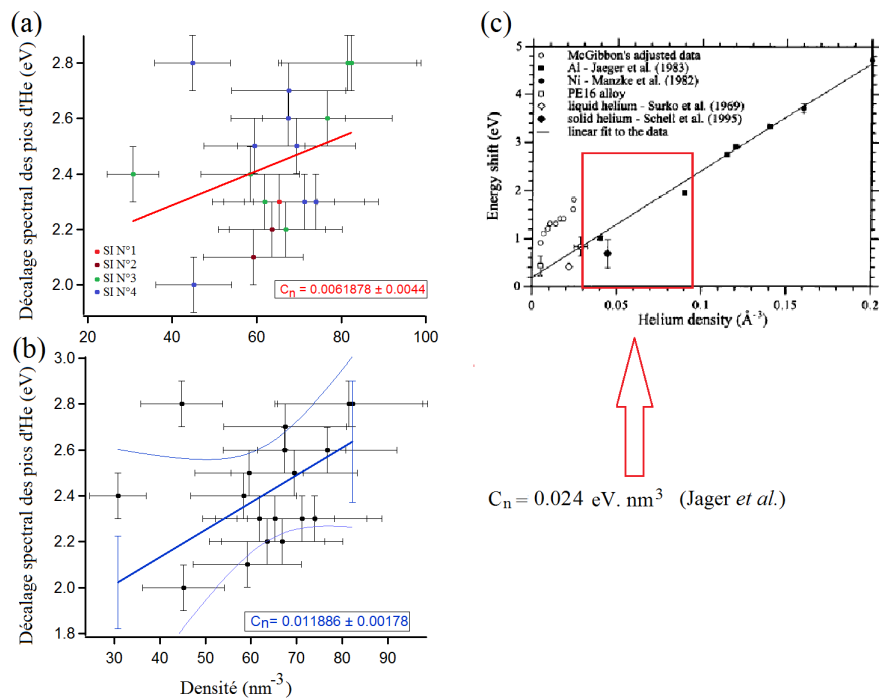 (a)
Décalage spectral des pics d'He (eV)
2.8
2.6
2.4
2.2
2.0
SI N°1
SI N°2
SI N°3
SI N°4
Cn = 0.0061878 ± 0.0044
20
40
60
80
100
(b)
Décalage spectral des pics d'He (eV)
3.0
2.8
2.6
2.4
2.2
2.0
1.8
Cn= 0.011886 ± 0.00178
30
40
50
60
70
80
90
Densité (nm-3)
(c)
Energy shift (eV)
5
4
3
2
1
0
McGibbon's adjusted data
Al - Jaeger et al. (1983)
Ni - Manzke et al. (1982)
PE16 alloy
liquid helium - Surko et al. (1969)
solid helium - Schell et al. (1995)
linear fit to the data
0
0.05
0.1
0.15
0.2
Helium density (Å-3)
Cn = 0.024 eV. nm3 (Jager et al.)